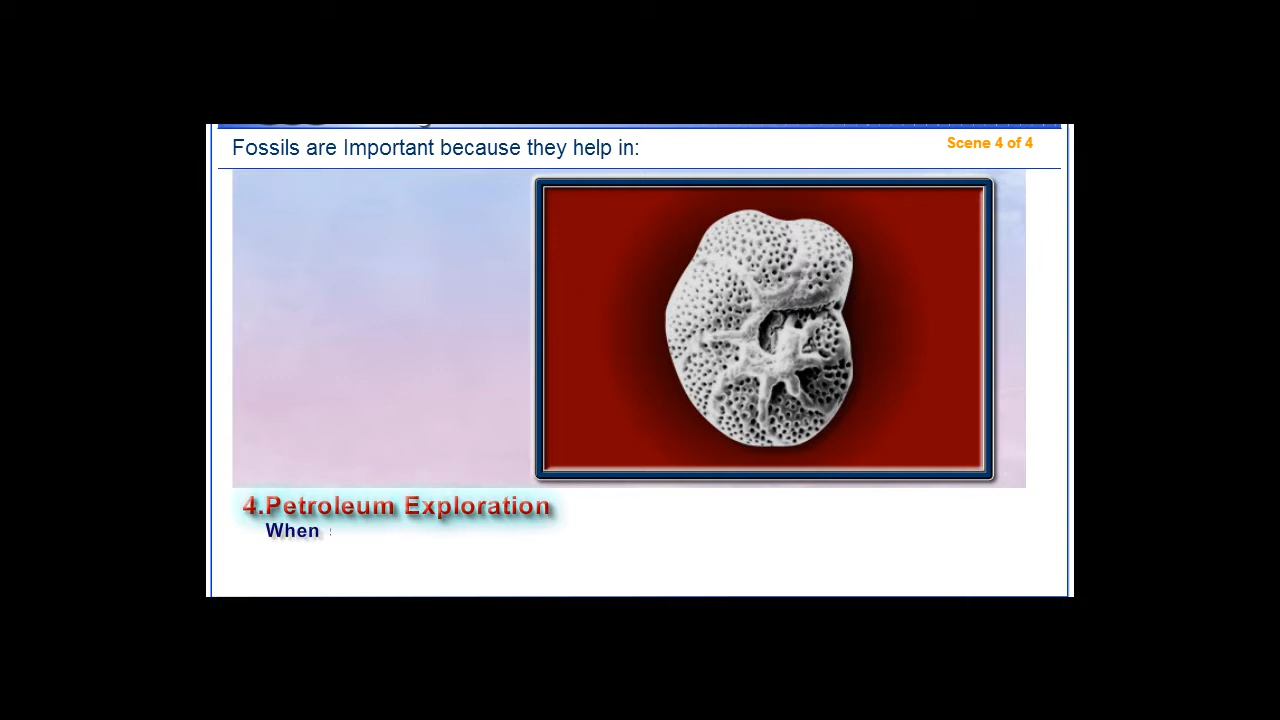 Fossils are Important because they help in:
Scene 4 of 4
4.Petroleum Exploration
When